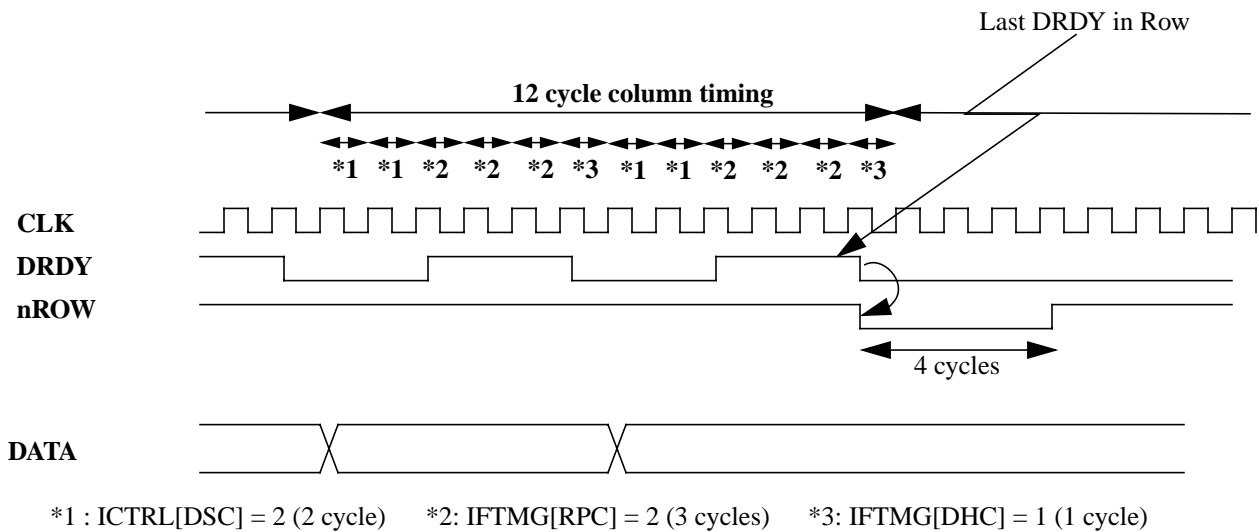 Last DRDY in Row
12 cycle column timing
*1 *1 *2 *2 *2 *3 *1 *1 *2 *2 *2 *3
CLK
DRDY
nROW
4 cycles
DATA
*1 : ICTRL[DSC] = 2 (2 cycle) *2: IFTMG[RPC] = 2 (3 cycles) *3: IFTMG[DHC] = 1 (1 cycle)